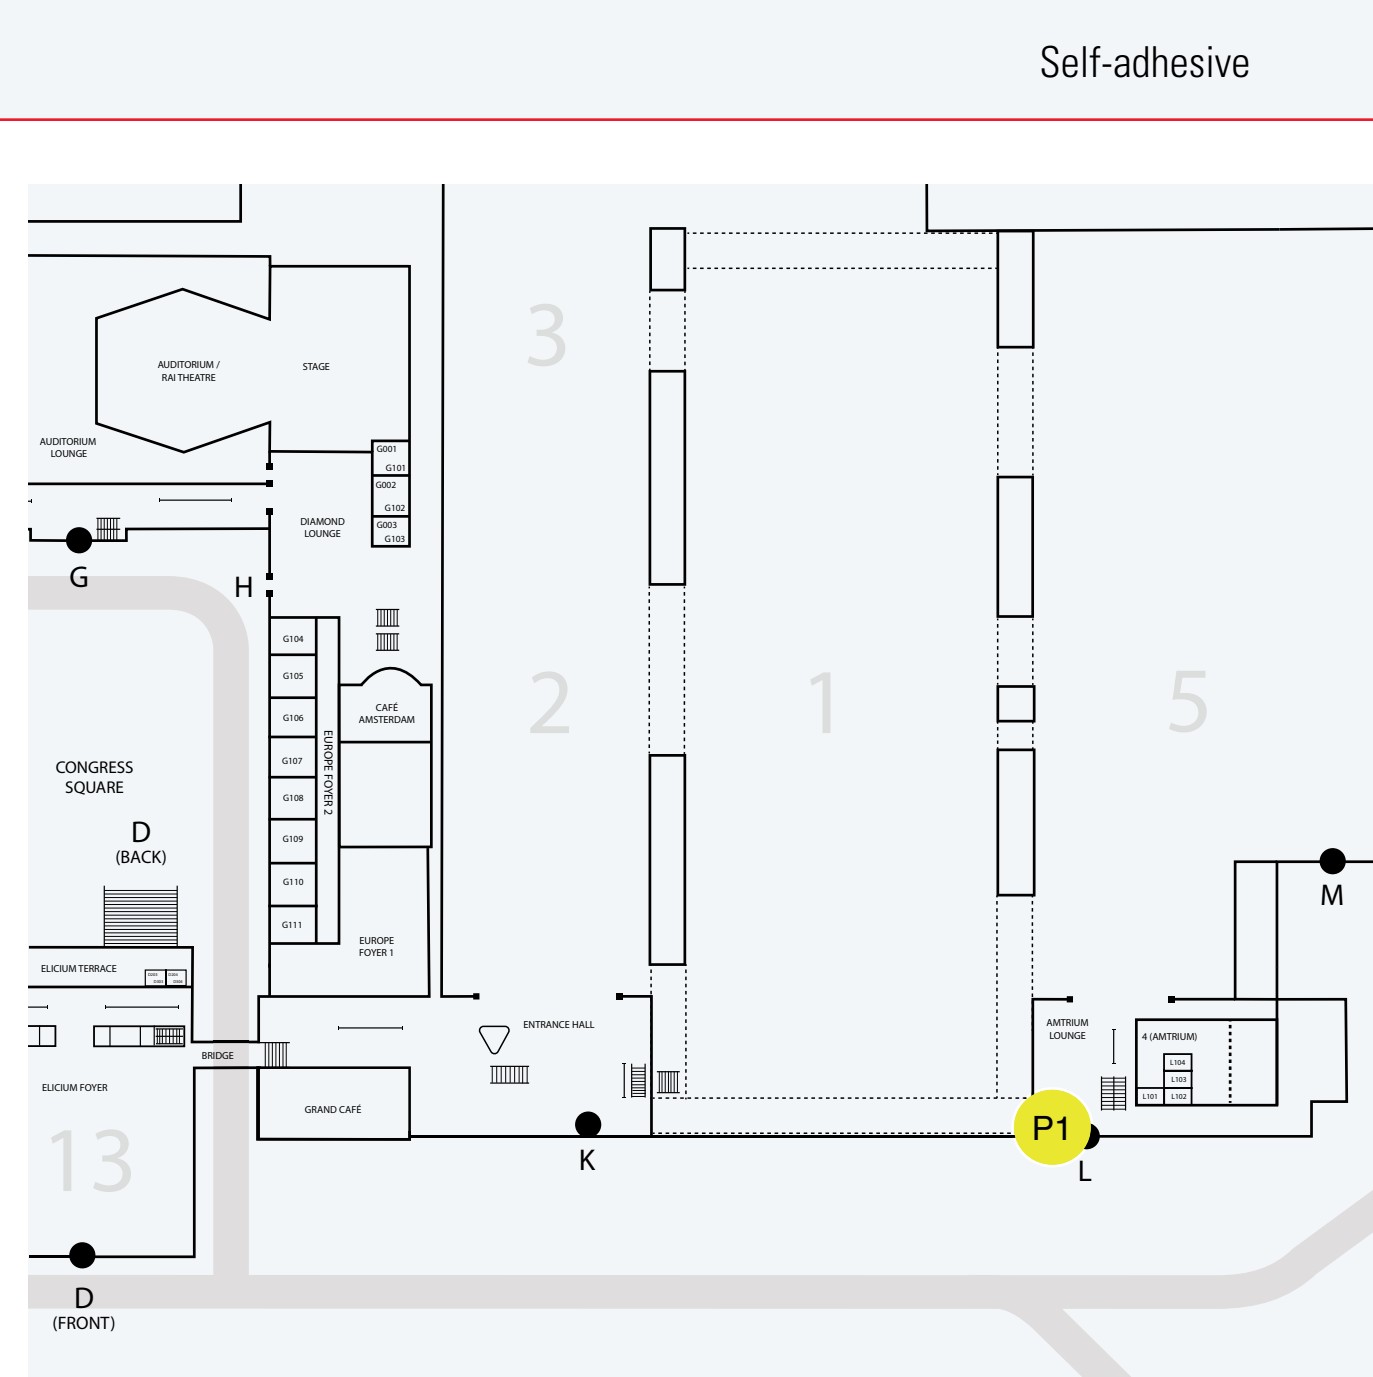 Self-adhesive
3
AUDITORIUM /
RAI THEATRE
STAGE
AUDITORIUM
LOUNGE
G001
G101
G002
G102
G003
G103
DIAMOND
LOUNGE
G
H
G104
G105
G106
G107
G108
G109
G110
G111
EUROPE FOYER 2
CAFÉ
AMSTERDAM
2
1
5
CONGRESS
SQUARE
D
(BACK)
M
EUROPE
FOYER 1
ELICIUM TERRACE
ENTRANCE HALL
AMTRIUM
LOUNGE
4 (AMTRIUM)
L104
L103
L101
L102
BRIDGE
ELICIUM FOYER
GRAND CAFÉ
13
K
P1
L
D
(FRONT)